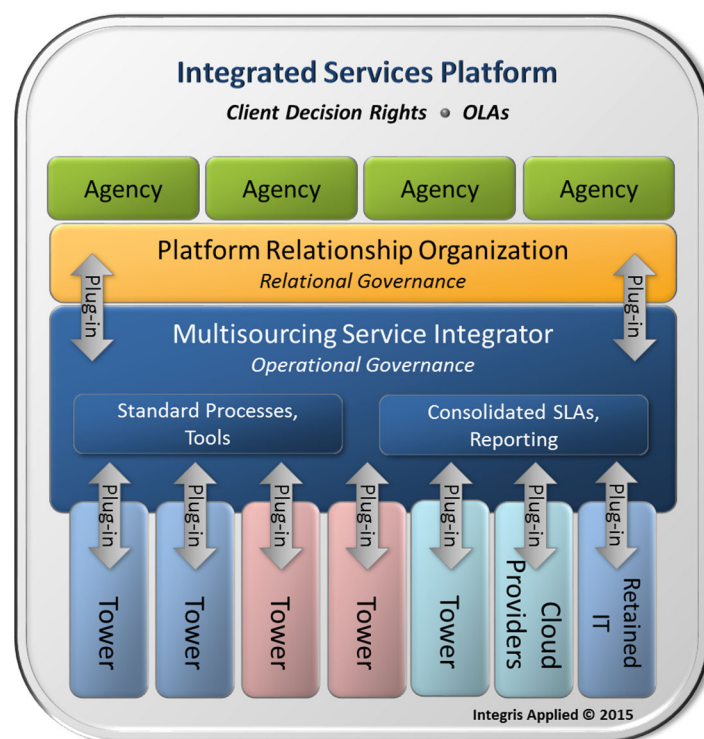 Integrated Services Platform
Client Decision Rights • OLAs
Agency Agency Agency Agency
Platform Relationship Organization
Relational Governance
Plug-in Plug-in
Multisourcing Service Integrator
Operational Governance
Standard Processes,
Tools
Consolidated SLAs,
Reporting
Plug-in Plug-in Plug-in Plug-in Plug-in Plug-in Plug-in
Tower Tower Tower Tower Tower
Cloud
Providers
Retained
IT
Integris Applied © 2015